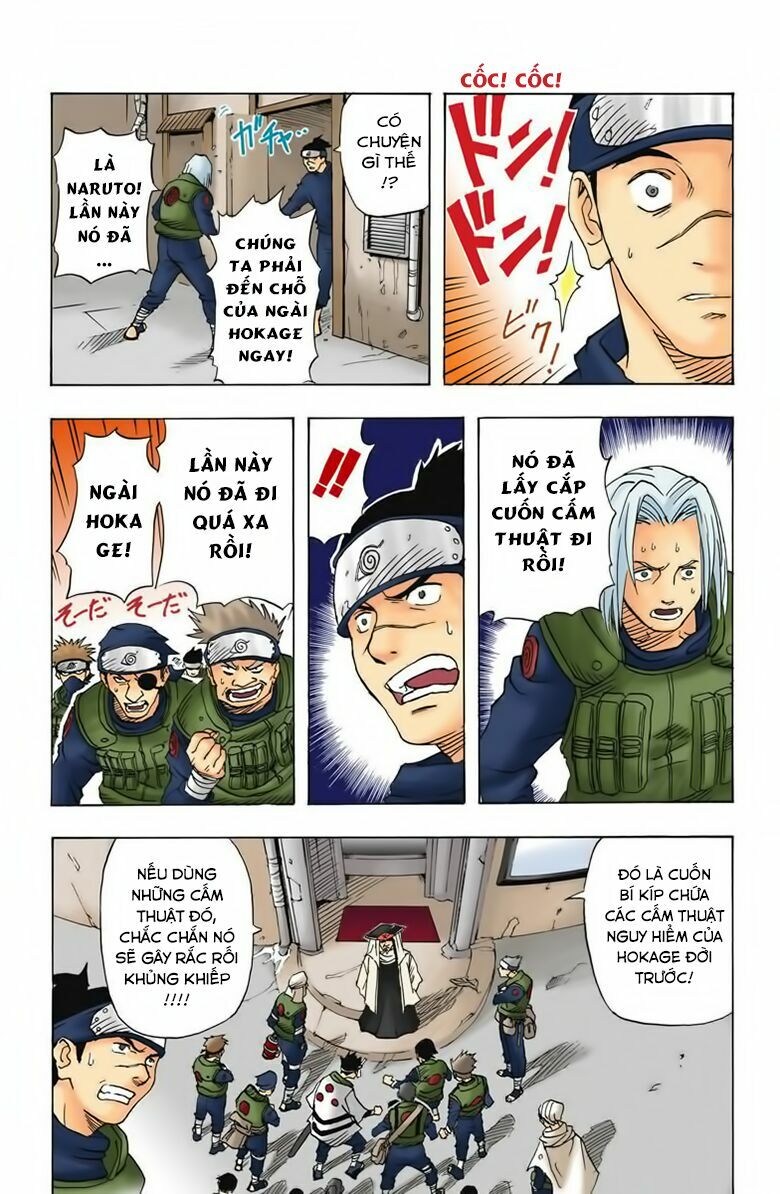 CỐC! CỐC!
ドン!
ドン!
ビク!
CÓ
CHUYỆN
GÌ THẾ
!?
ガチャ‥
CHÚNG
TA PHẢI
ĐẾN CHỖ
CỦA NGÀI
HOKAGE
NGAY!
LÀ
NARUTO!
LẦN NÀY
NÓ ĐÃ
...
NÓ ĐÃ
LẤY CẮP
CUỐN CẤM
THUẬT ĐI
RỒI!
!!
LẦN NÀY
NÓ ĐÃ ĐI
QUÁ XA
RỒI!
NGÀI
HOKA
GE!
そーだ
そーだ
ĐÓ LÀ CUỐN
BÍ KÍP CHỨA
CÁC CẤM THUẬT
NGUY HIỂM CỦA
HOKAGE ĐỜI
TRƯỚC!
NẾU DÙNG
NHỮNG CẤM
THUẬT ĐÓ,
CHẮC CHẮN NÓ
SẼ GÂY RẮC RỐI
KHỦNG KHIẾP
!!!!